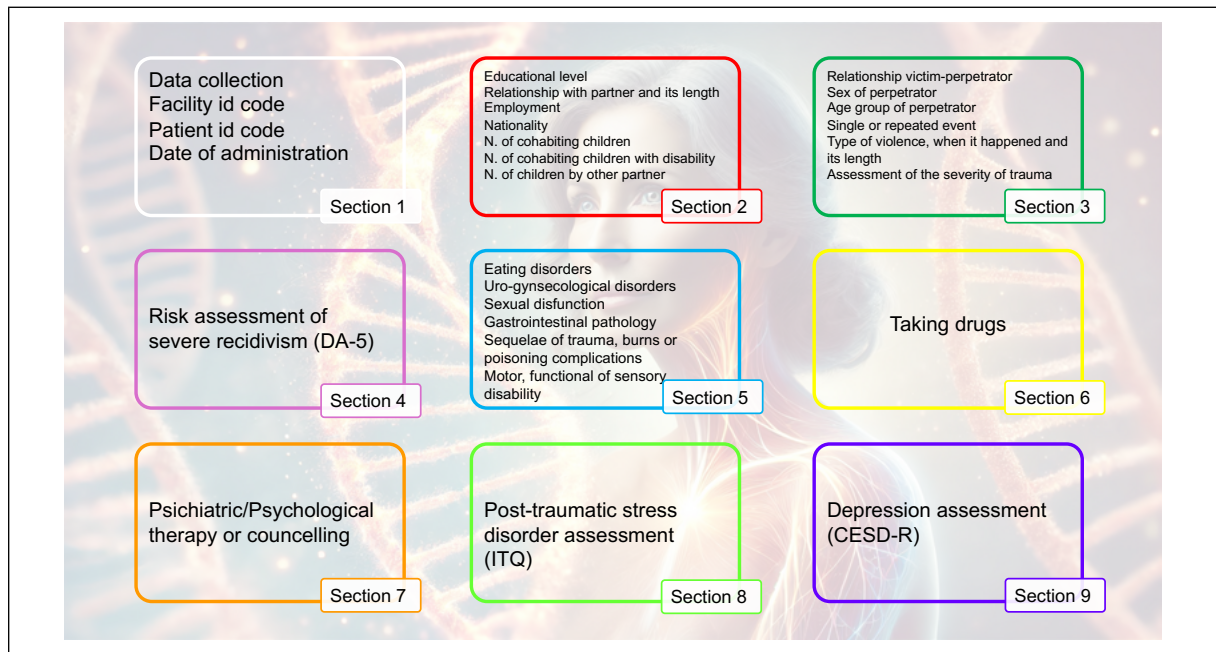 Data collection
Facility id code
Patient id code
Date of administration
Section 1
Educational level
Relationship with partner and its length
Employment
Nationality
N. of cohabiting children
N. of cohabiting children with disability
N. of children by other partner
Section 2
Relationship victim-perpetrator
Sex of perpetrator
Age group of perpetrator
Single or repeated event
Type of violence, when it happened and
its length
Assessment of the severity of trauma
Section 3
Risk assessment of
severe recidivism (DA-5)
Section 4
Eating disorders
Uro-gynsecological disorders
Sexual disfunction
Gastrointestinal pathology
Sequelae of trauma, burns or
poisoning complications
Motor, functional of sensory
disability
Section 5
Taking drugs
Section 6
Psichiatric/Psychological
therapy or councelling
Section 7
Post-traumatic stress
disorder assessment
(ITQ)
Section 8
Depression assessment
(CESD-R)
Section 9